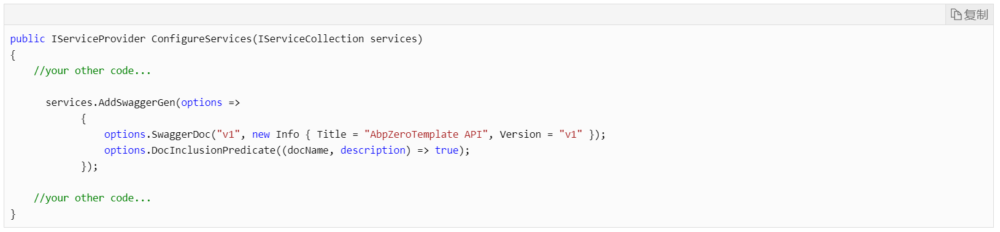 复制
public IServiceProvider ConfigureServices(IServiceCollection services)
{
    //your other code...
      services.AddSwaggerGen(options =>
            {
                options.SwaggerDoc("v1", new Info { Title = "AbpZeroTemplate API", Version = "v1" });
                options.DocInclusionPredicate((docName, description) => true);
            });
    //your other code...
}